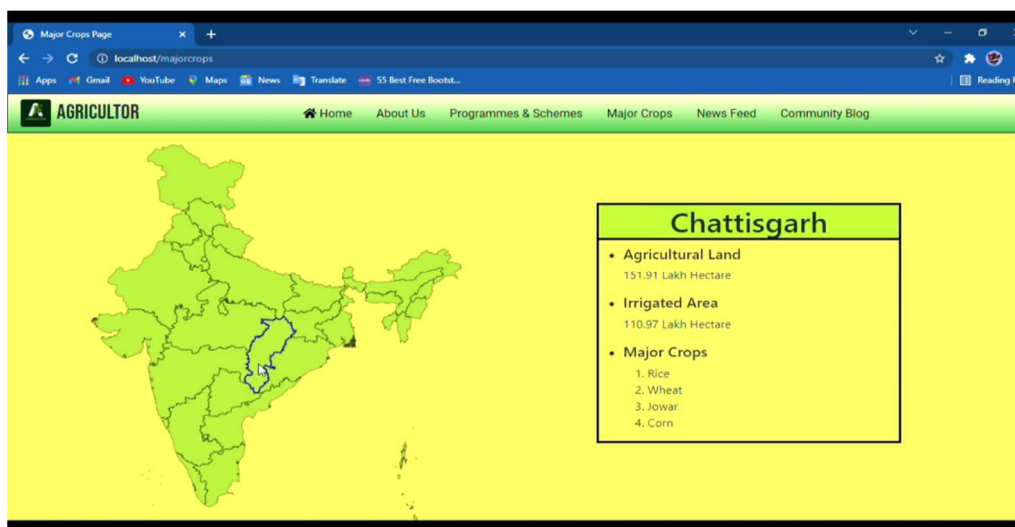 Major Crops Page
localhost/majorcrops
Apps Gmail YouTube Maps News Translate 55 Best Free Bootst...
Reading
AGRICULTOR Home About Us Programmes & Schemes Major Crops News Feed Community Blog
Chattisgarh
Agricultural Land
151.91 Lakh Hectare
Irrigated Area
110.97 Lakh Hectare
Major Crops
1. Rice
2. Wheat
3. Jowar
4. Corn